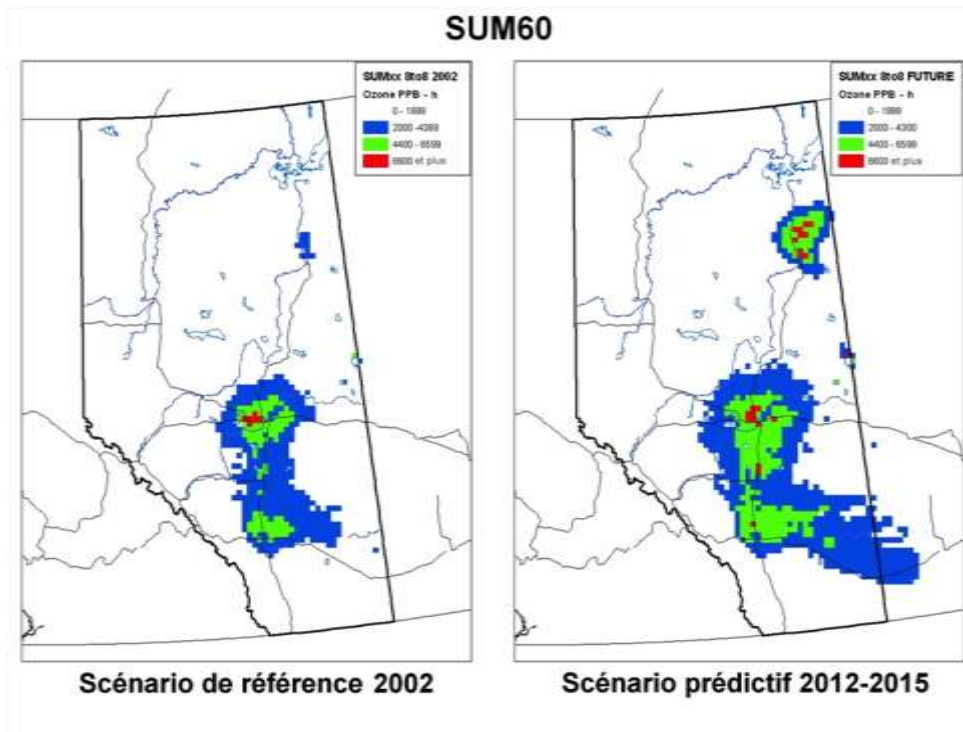 SUM60
SUMxx 8to8 2002
Ozone PPB - h
0 - 1999
2000 -4399
4400 - 6599
6600 et plus
SUMxx 8to8 FUTURE
Ozone PPB - h
0 - 1999
2000 -4300
4400 - 6599
6600 et plus
Scénario de référence 2002
Scénario prédictif 2012-2015